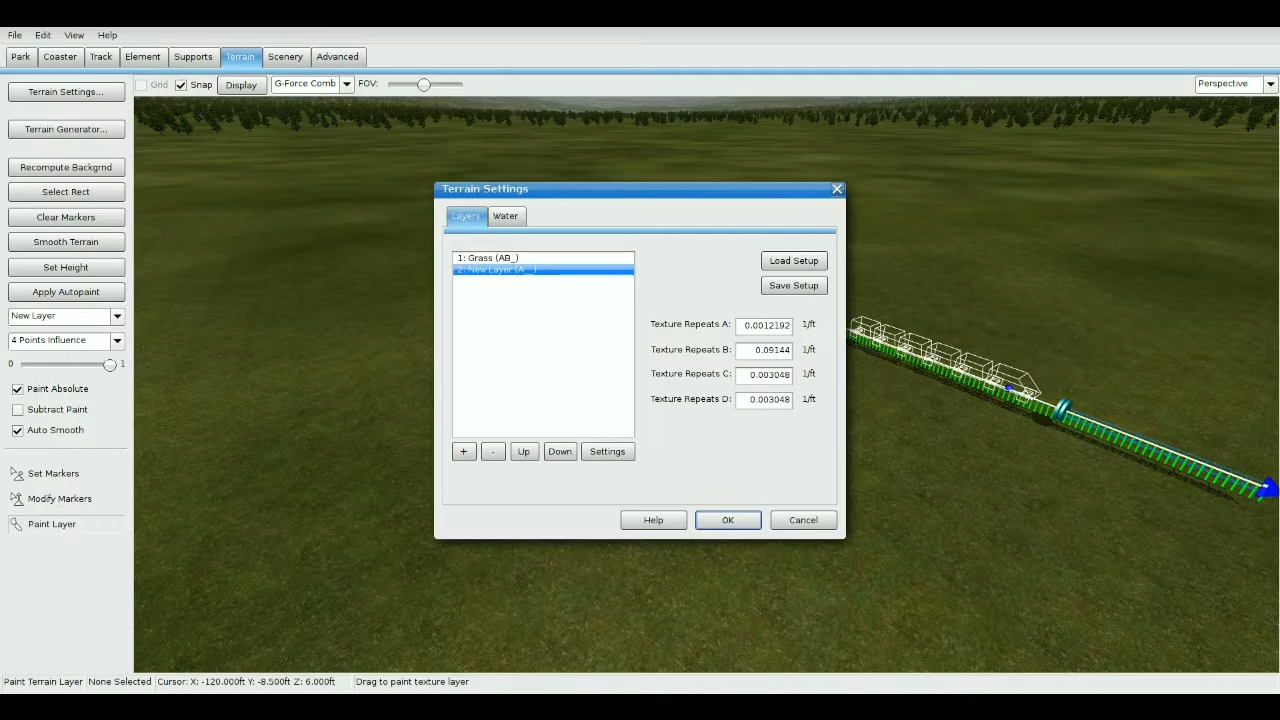 File Edit View Help
Park Coaster Track Element Supports Terrain Scenery Advanced
Terrain Settings... Grid Snap Display G-Force Comb FOV: Perspective
Terrain Generator...
Recompute Backgrnd
Select Rect
Clear Markers
Smooth Terrain
Set Height
Apply Autopaint
New Layer
4 Points Influence
0 1
Paint Absolute
Subtract Paint
Auto Smooth
Set Markers
Modify Markers
Paint Layer
Terrain Settings
Layers Water
1: Grass (AB_)
2: New Layer (A__)
Load Setup
Save Setup
Texture Repeats A: 0.0012192 1/ft
Texture Repeats B: 0.09144 1/ft
Texture Repeats C: 0.003048 1/ft
Texture Repeats D: 0.003048 1/ft
+ - Up Down Settings
Help OK Cancel
Paint Terrain Layer None Selected Cursor: X: -120.000ft Y: -8.500ft Z: 6.000ft Drag to paint texture layer